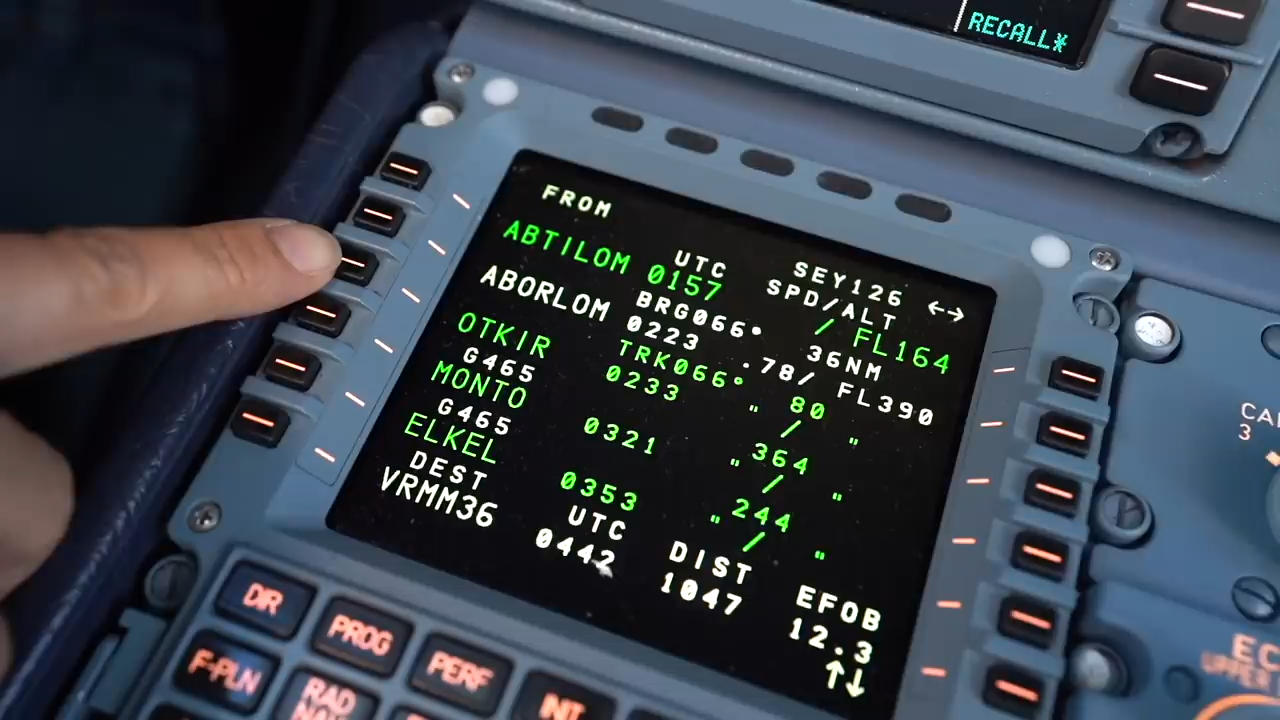 RECALL*
FROM
SEY126 ←→
UTC SPD/ALT
ABTILOM 0157 / FL164
BRG066° 36NM
ABORLOM 0223 .78/ FL390
TRK066° 80
OTKIR 0233 " / "
G465 364
MONTO 0321 " / "
G465 244
ELKEL 0353 " / "
DEST UTC DIST EFOB
VRMM36 0442 1047 12.3
↑↓
DIR PROG PERF INIT
F-PLN RAD
3